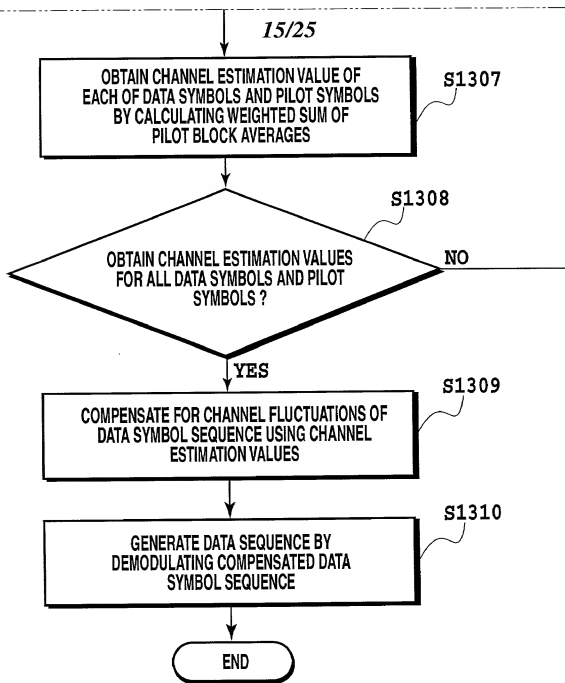 15/25
OBTAIN CHANNEL ESTIMATION VALUE OF
EACH OF DATA SYMBOLS AND PILOT SYMBOLS
BY CALCULATING WEIGHTED SUM OF
PILOT BLOCK AVERAGES
S1307
S1308
OBTAIN CHANNEL ESTIMATION VALUES
FOR ALL DATA SYMBOLS AND PILOT
SYMBOLS ?
NO
YES
S1309
COMPENSATE FOR CHANNEL FLUCTUATIONS OF
DATA SYMBOL SEQUENCE USING CHANNEL
ESTIMATION VALUES
S1310
GENERATE DATA SEQUENCE BY
DEMODULATING COMPENSATED DATA
SYMBOL SEQUENCE
END